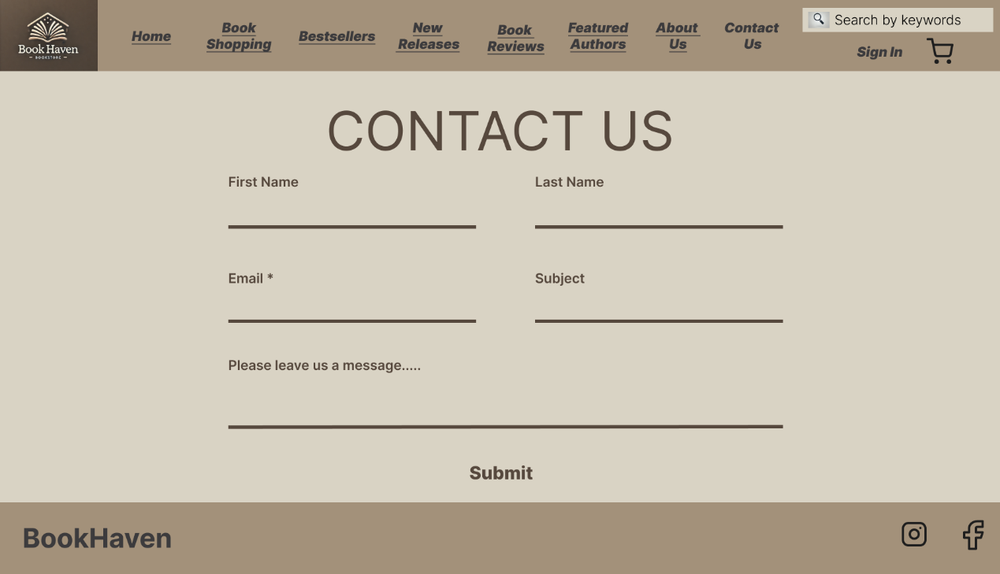 Book Haven
BOOKSTORE
Home
Book
Shopping
Bestsellers
New
Releases
Book
Reviews
Featured
Authors
About
Us
Contact
Us
Search by keywords
Sign In
CONTACT US
First Name
Last Name
Email *
Subject
Please leave us a message.....
Submit
BookHaven